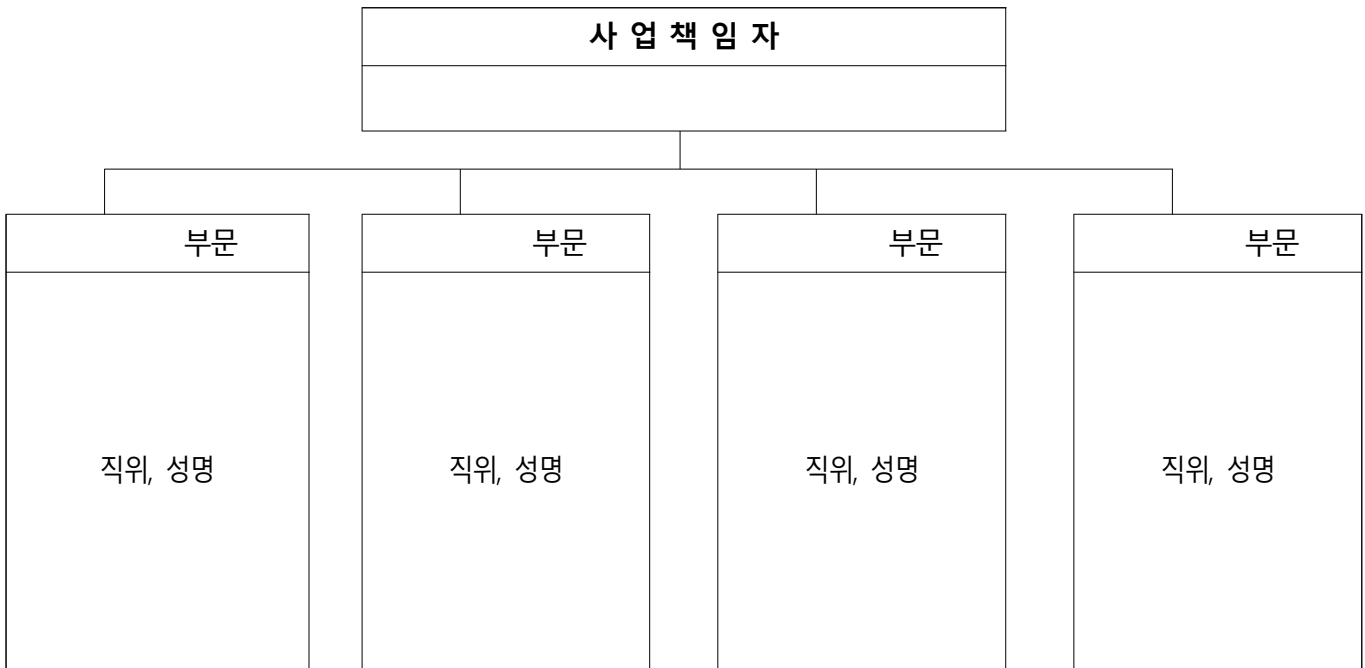 사 업 책 임 자
부문 부문 부문 부문
직위, 성명 직위, 성명 직위, 성명 직위, 성명